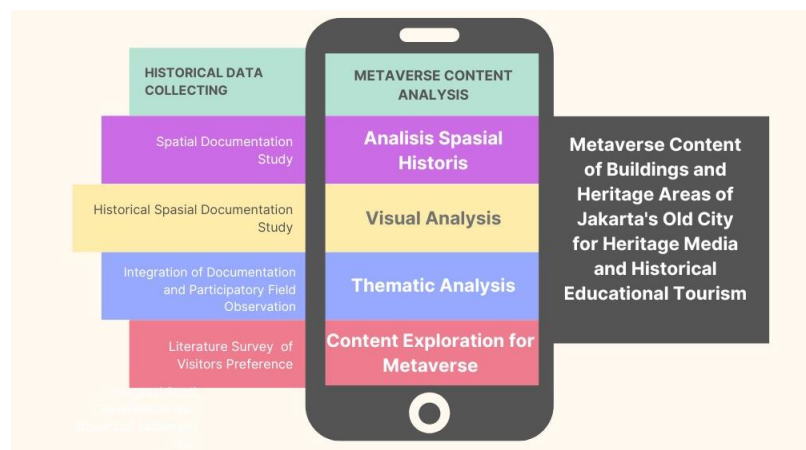 HISTORICAL DATA
COLLECTING
Spatial Documentation
Study
Historical Spasial Documentation
Study
Integration of Documentation
and Participatory Field
Observation
Literature Survey of
Visitors Preference
METAVERSE CONTENT
ANALYSIS
Analisis Spasial
Historis
Visual Analysis
Thematic Analysis
Content Exploration for
Metaverse
Metaverse Content
of Buildings and
Heritage Areas of
Jakarta's Old City
for Heritage Media
and Historical
Educational Tourism